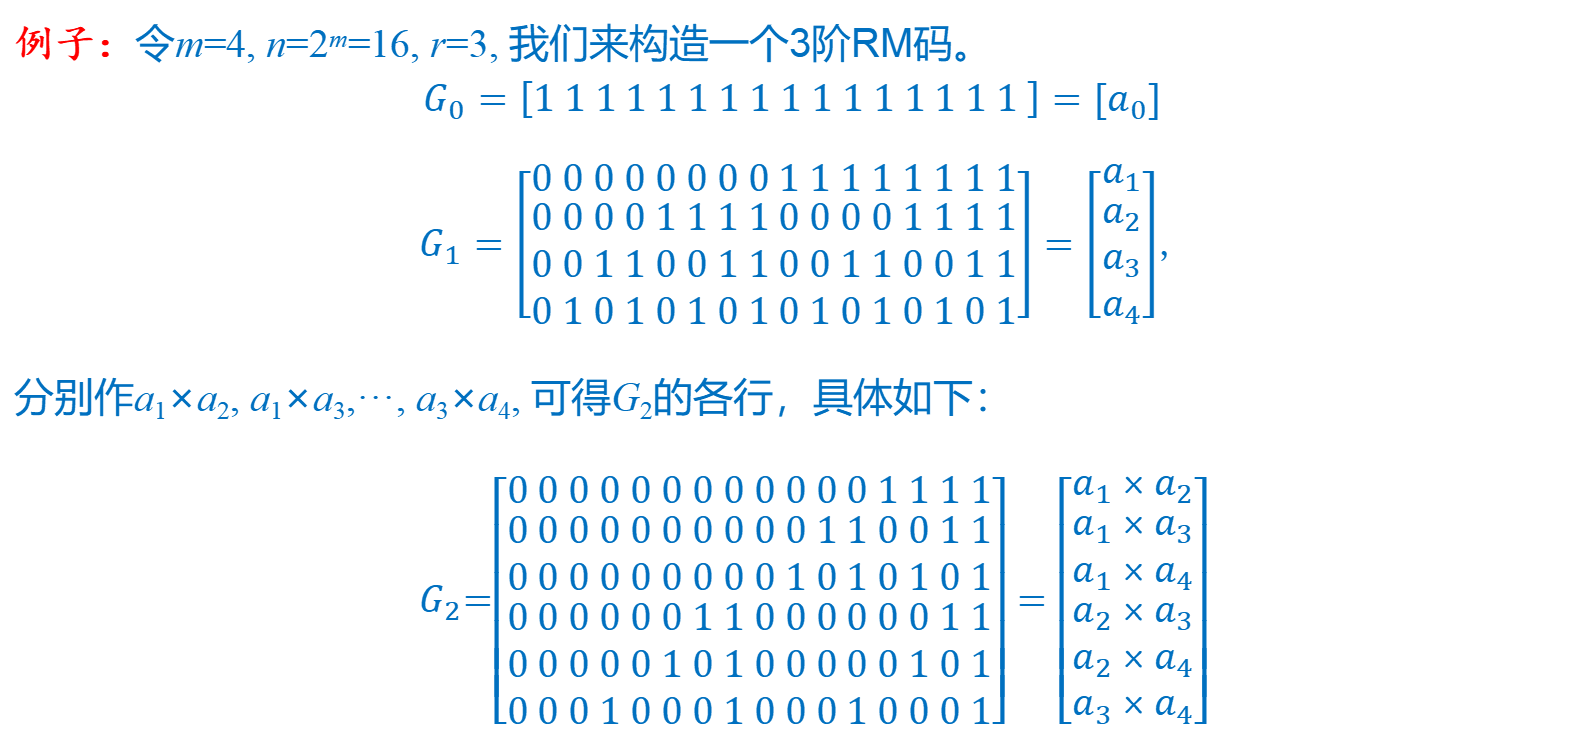 例子：令m=4, n=2ᵐ=16, r=3, 我们来构造一个3阶RM码。
G₀ = [1 1 1 1 1 1 1 1 1 1 1 1 1 1 1 1 ] = [a₀]
0 0 0 0 0 0 0 0 1 1 1 1 1 1 1 1 a₁
0 0 0 0 1 1 1 1 0 0 0 0 1 1 1 1 a₂
G₁ = =
0 0 1 1 0 0 1 1 0 0 1 1 0 0 1 1 a₃ ,
0 1 0 1 0 1 0 1 0 1 0 1 0 1 0 1 a₄
分别作a₁×a₂, a₁×a₃,⋯, a₃×a₄, 可得G₂的各行，具体如下：
0 0 0 0 0 0 0 0 0 0 0 0 1 1 1 1 a₁ × a₂
0 0 0 0 0 0 0 0 0 0 1 1 0 0 1 1 a₁ × a₃
0 0 0 0 0 0 0 0 0 1 0 1 0 1 0 1 a₁ × a₄
G₂= =
0 0 0 0 0 0 1 1 0 0 0 0 0 0 1 1 a₂ × a₃
0 0 0 0 0 1 0 1 0 0 0 0 0 1 0 1 a₂ × a₄
0 0 0 1 0 0 0 1 0 0 0 1 0 0 0 1 a₃ × a₄